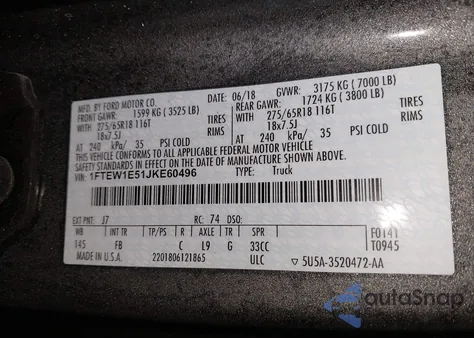 MFD. BY FORD MOTOR CO.
DATE: 06/18 GVWR: 3175 KG (7000 LB)
FRONT GAWR: 1599 KG (3525 LB) REAR GAWR: 1724 KG (3800 LB)
WITH 275/65R18 116T TIRES WITH 275/65R18 116T TIRES
18x7.5J RIMS 18x7.5J RIMS
AT 240 kPa/ 35 PSI COLD AT 240 kPa/ 35 PSI COLD
THIS VEHICLE CONFORMS TO ALL APPLICABLE FEDERAL MOTOR VEHICLE
SAFETY STANDARDS IN EFFECT ON THE DATE OF MANUFACTURE SHOWN ABOVE.
VIN: 1FTEW1E51JKE60496 TYPE: Truck
EXT PNT: J7 RC: 74 DSO: F0141
WB INT TR TP/PS R AXLE TR SPR T0945
145 FB C L9 G 33CC
MADE IN U.S.A. 2201806121865 ULC 5U5A-3520472-AA
autoSnap